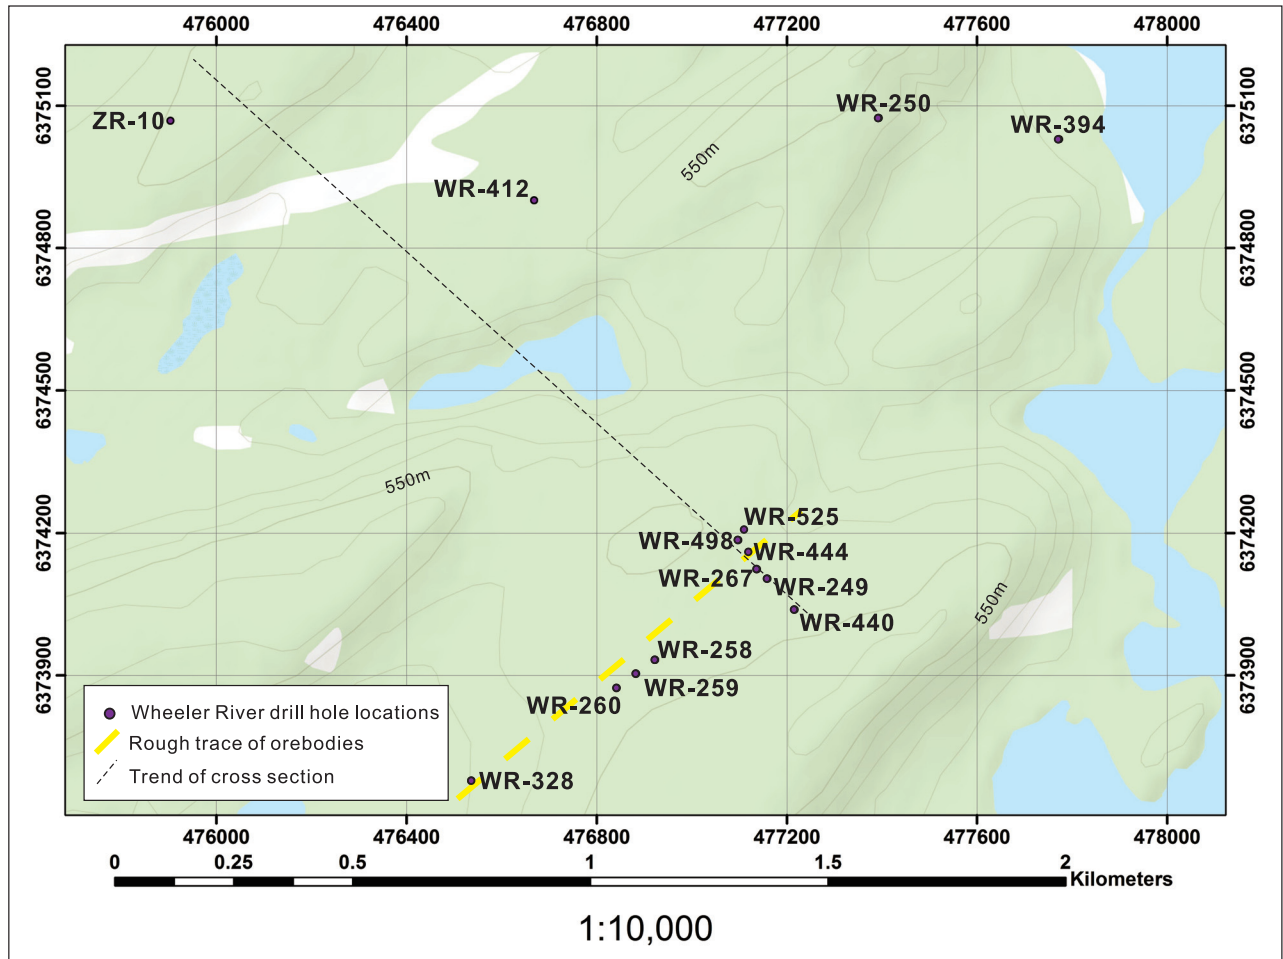 476000 476400 476800 477200 477600 478000
6375100 6375100
WR-250
ZR-10
WR-394
550m
WR-412
6374800 6374800
6374500 6374500
550m
WR-525
6374200 6374200
WR-498
WR-444
WR-267
WR-249
550m
WR-440
WR-258
6373900 6373900
WR-259
WR-260
Wheeler River drill hole locations
Rough trace of orebodies
Trend of cross section
WR-328
476000 476400 476800 477200 477600 478000
0 0.25 0.5 1 1.5 2
Kilometers
1:10,000